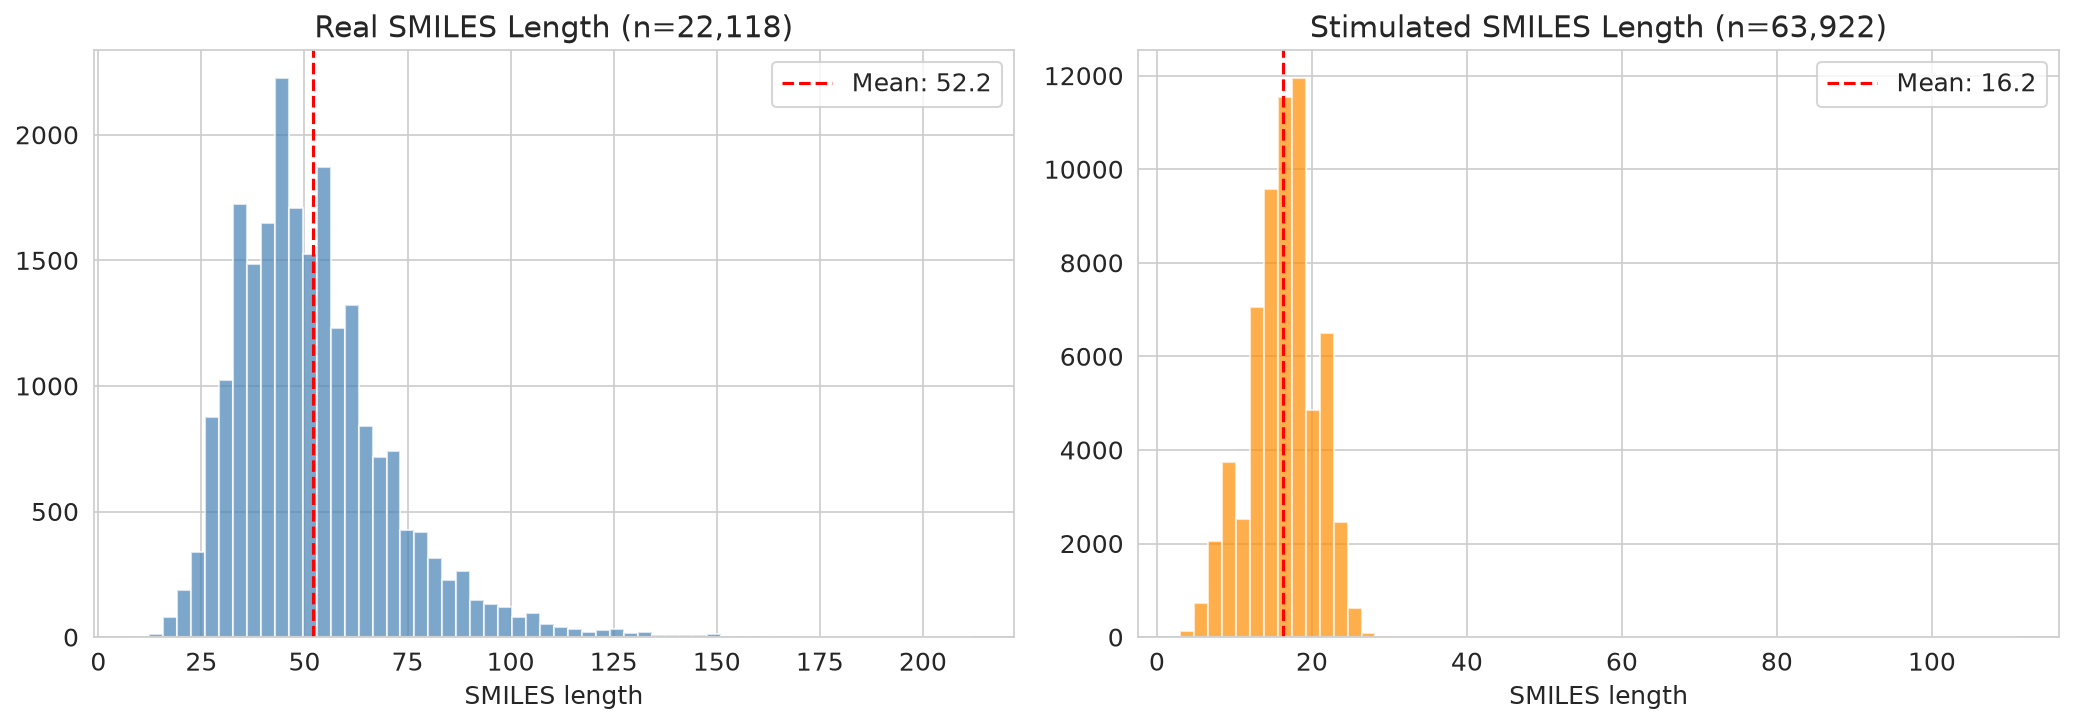 Real SMILES Length (n=22,118)
Mean: 52.2
2000
1500
1000
500
0
0 25 50 75 100 125 150 175 200
SMILES length
Stimulated SMILES Length (n=63,922)
Mean: 16.2
12000
10000
8000
6000
4000
2000
0
0 20 40 60 80 100
SMILES length